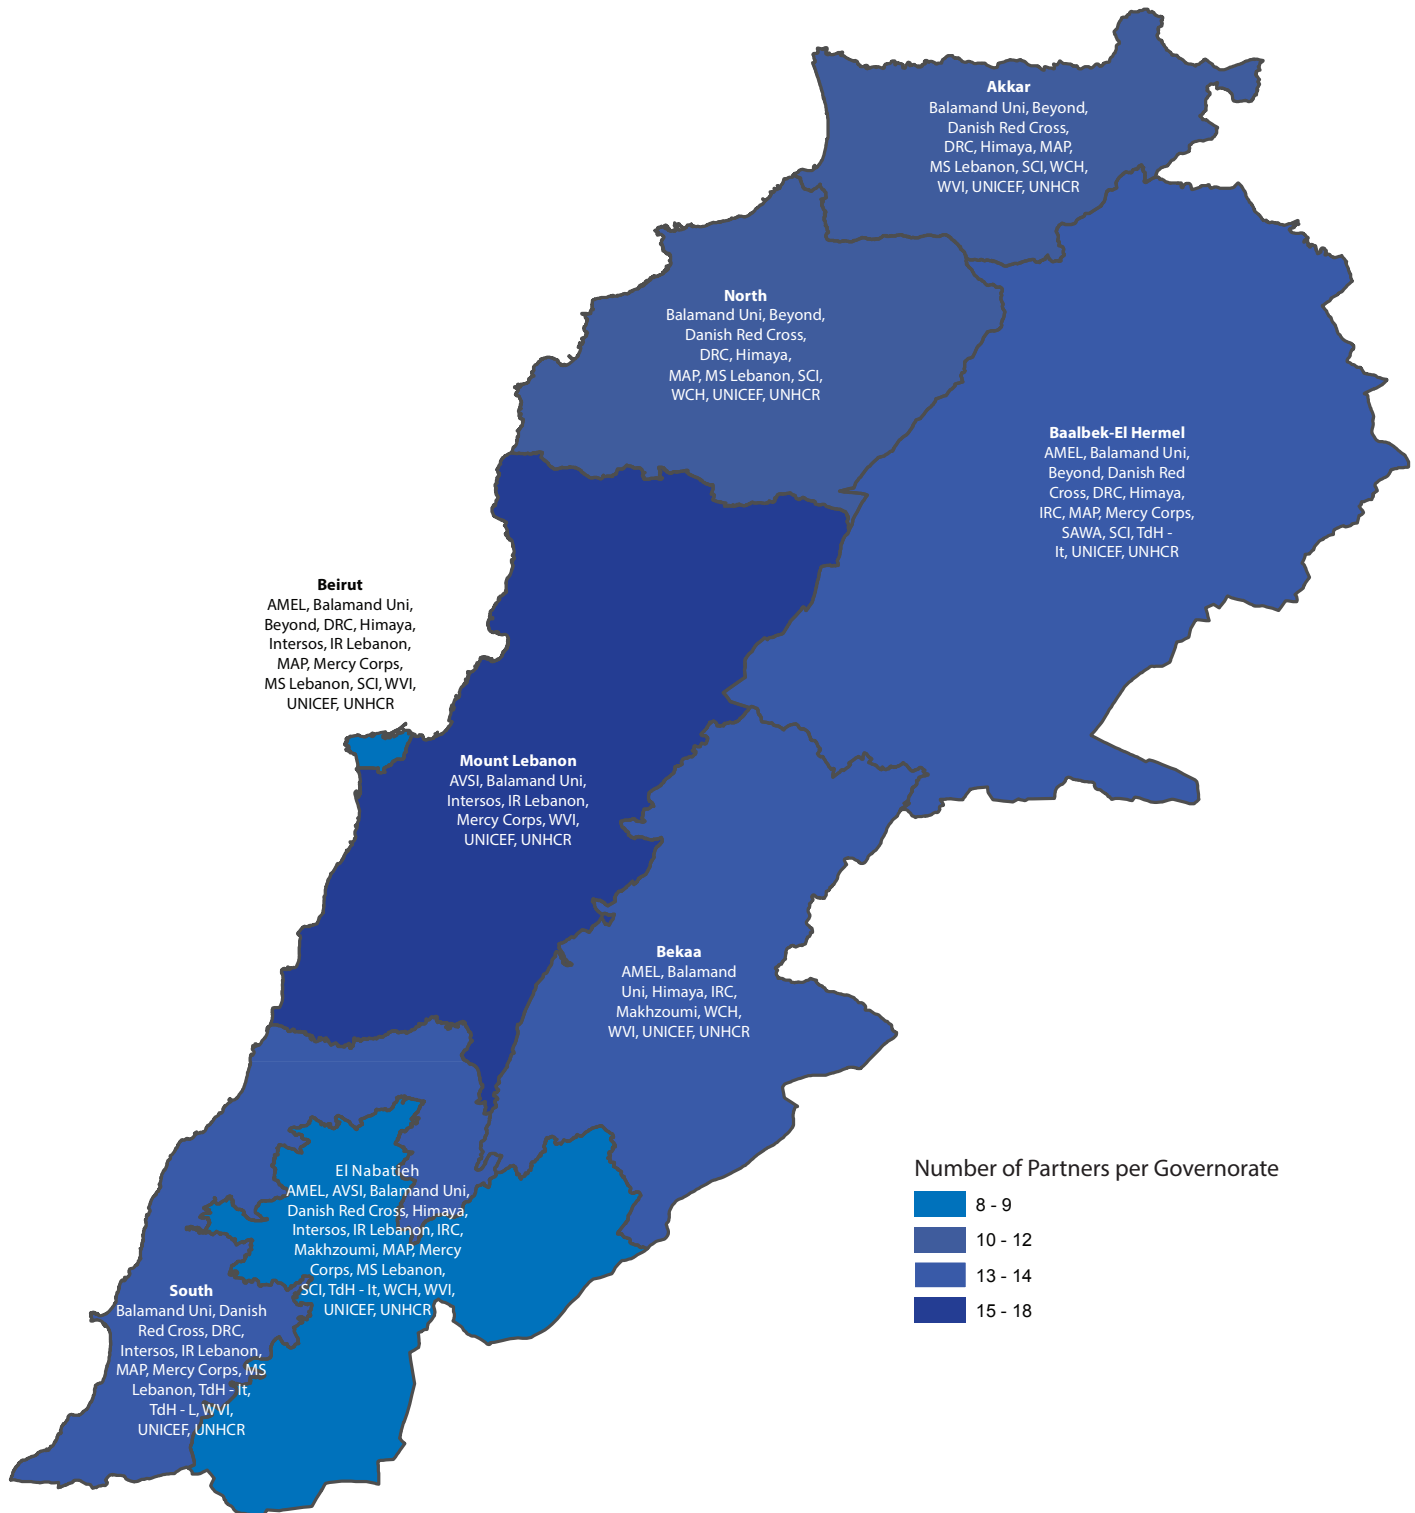 Akkar
Balamand Uni, Beyond,
Danish Red Cross,
DRC, Himaya, MAP,
MS Lebanon, SCI, WCH,
WVI, UNICEF, UNHCR
North
Balamand Uni, Beyond,
Danish Red Cross,
DRC, Himaya,
MAP, MS Lebanon, SCI,
WCH, UNICEF, UNHCR
Baalbek-El Hermel
AMEL, Balamand Uni,
Beyond, Danish Red
Cross, DRC, Himaya,
IRC, MAP, Mercy Corps,
SAWA, SCI, TdH -
It, UNICEF, UNHCR
Beirut
AMEL, Balamand Uni,
Beyond, DRC, Himaya,
Intersos, IR Lebanon,
MAP, Mercy Corps,
MS Lebanon, SCI, WVI,
UNICEF, UNHCR
Mount Lebanon
AVSI, Balamand Uni,
Intersos, IR Lebanon,
Mercy Corps, WVI,
UNICEF, UNHCR
Bekaa
AMEL, Balamand
Uni, Himaya, IRC,
Makhzoumi, WCH,
WVI, UNICEF, UNHCR
El Nabatieh
AMEL, AVSI, Balamand Uni,
Danish Red Cross, Himaya,
Intersos, IR Lebanon, IRC,
Makhzoumi, MAP, Mercy
Corps, MS Lebanon,
SCI, TdH - It, WCH, WVI,
UNICEF, UNHCR
South
Balamand Uni, Danish
Red Cross, DRC,
Intersos, IR Lebanon,
MAP, Mercy Corps, MS
Lebanon, TdH - It,
TdH - L, WVI,
UNICEF, UNHCR
Number of Partners per Governorate
8 - 9
10 - 12
13 - 14
15 - 18